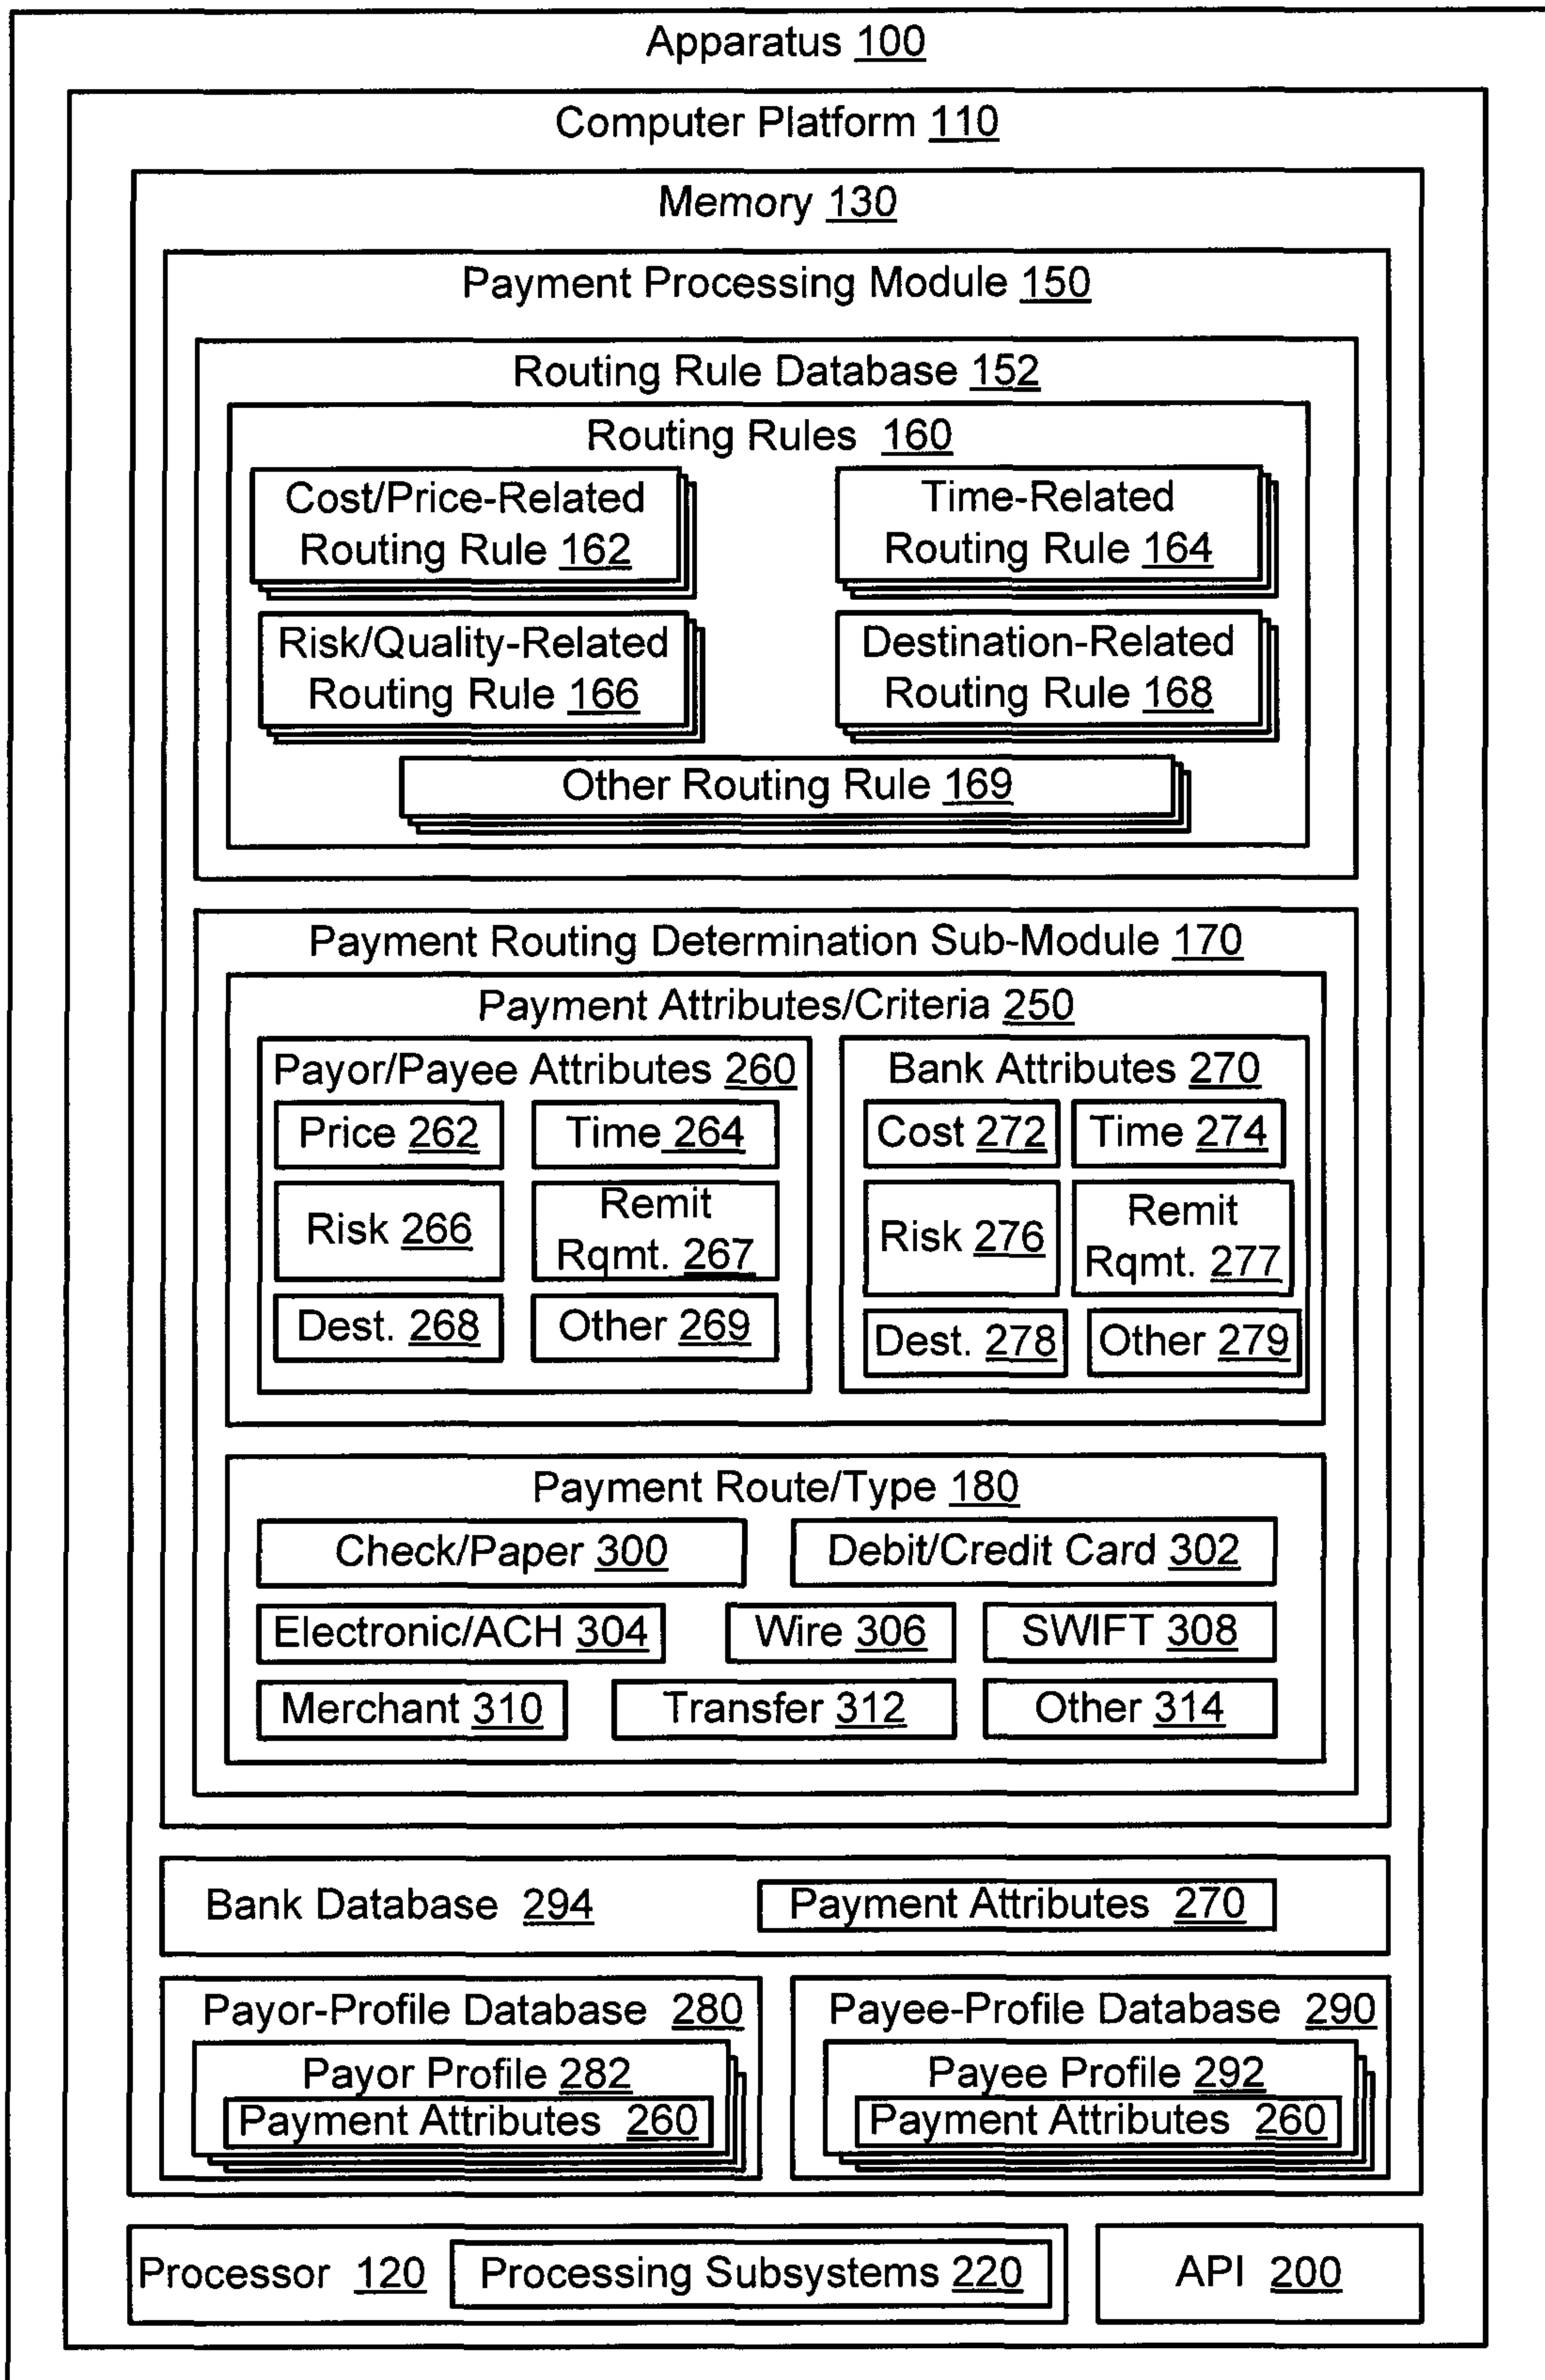 Apparatus 100
Computer Platform 110
Memory 130
Payment Processing Module 150
Routing Rule Database 152
Routing Rules 160
Cost/Price-Related
Routing Rule 162
Time-Related
Routing Rule 164
Risk/Quality-Related
Routing Rule 166
Destination-Related
Routing Rule 168
Other Routing Rule 169
Payment Routing Determination Sub-Module 170
Payment Attributes/Criteria 250
Payor/Payee Attributes 260
Price 262
Time 264
Risk 266
Remit
Rqmt. 267
Dest. 268
Other 269
Bank Attributes 270
Cost 272
Time 274
Risk 276
Remit
Rqmt. 277
Dest. 278
Other 279
Payment Route/Type 180
Check/Paper 300
Debit/Credit Card 302
Electronic/ACH 304
Wire 306
SWIFT 308
Merchant 310
Transfer 312
Other 314
Bank Database 294
Payment Attributes 270
Payor-Profile Database 280
Payor Profile 282
Payment Attributes 260
Payee-Profile Database 290
Payee Profile 292
Payment Attributes 260
Processor 120
Processing Subsystems 220
API 200